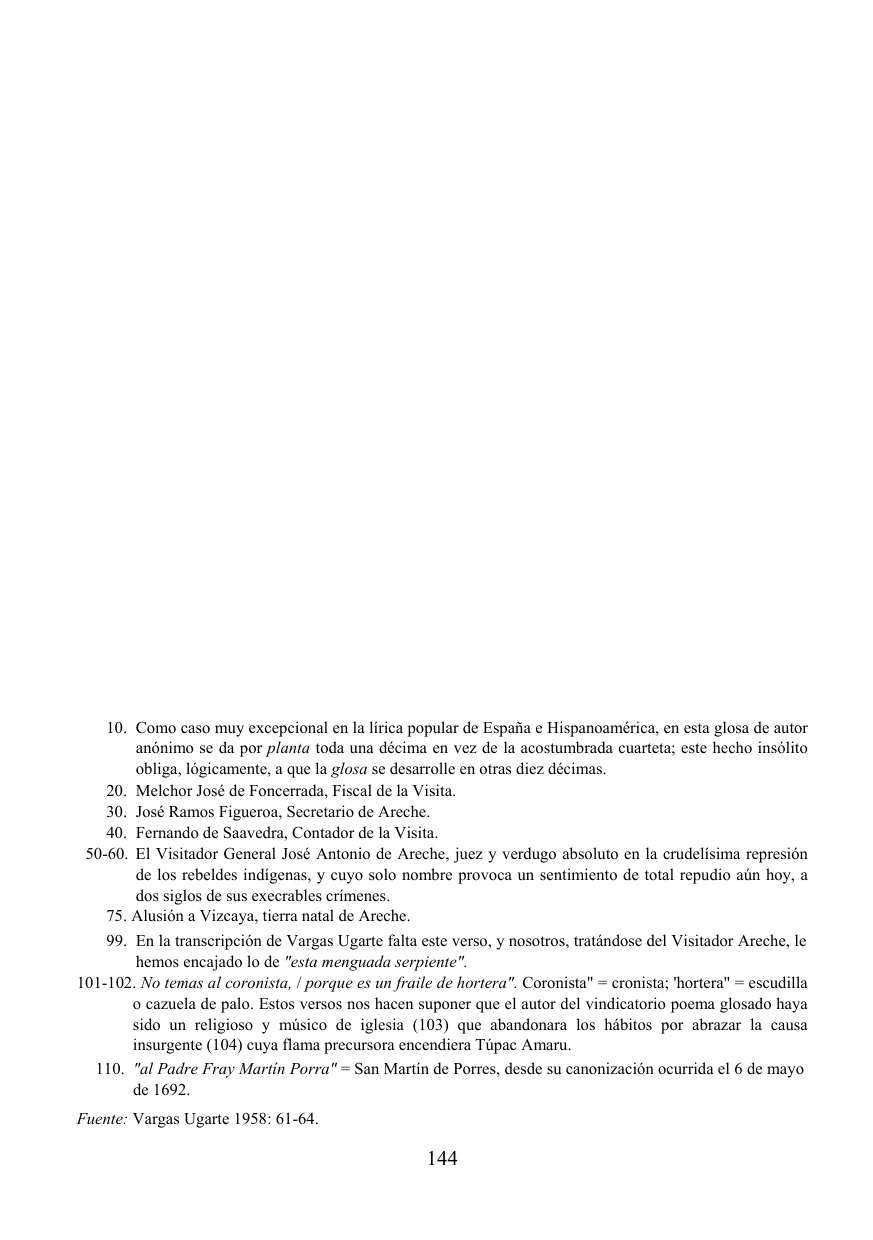 10. Como caso muy excepcional en la lírica popular de España e Hispanoamérica, en esta glosa de autor
anónimo se da por planta toda una décima en vez de la acostumbrada cuarteta; este hecho insólito
obliga, lógicamente, a que la glosa se desarrolle en otras diez décimas.
20. Melchor José de Foncerrada, Fiscal de la Visita.
30. José Ramos Figueroa, Secretario de Areche.
40. Fernando de Saavedra, Contador de la Visita.
50-60. El Visitador General José Antonio de Areche, juez y verdugo absoluto en la crudelísima represión
de los rebeldes indígenas, y cuyo solo nombre provoca un sentimiento de total repudio aún hoy, a
dos siglos de sus execrables crímenes.
75. Alusión a Vizcaya, tierra natal de Areche.
99. En la transcripción de Vargas Ugarte falta este verso, y nosotros, tratándose del Visitador Areche, le
hemos encajado lo de "esta menguada serpiente".
101-102. No temas al coronista, / porque es un fraile de hortera". Coronista" = cronista; "hortera" = escudilla
o cazuela de palo. Estos versos nos hacen suponer que el autor del vindicatorio poema glosado haya
sido un religioso y músico de iglesia (103) que abandonara los hábitos por abrazar la causa
insurgente (104) cuya flama precursora encendiera Túpac Amaru.
110. "al Padre Fray Martín Porra" = San Martín de Porres, desde su canonización ocurrida el 6 de mayo
de 1692.
Fuente: Vargas Ugarte 1958: 61-64.
144